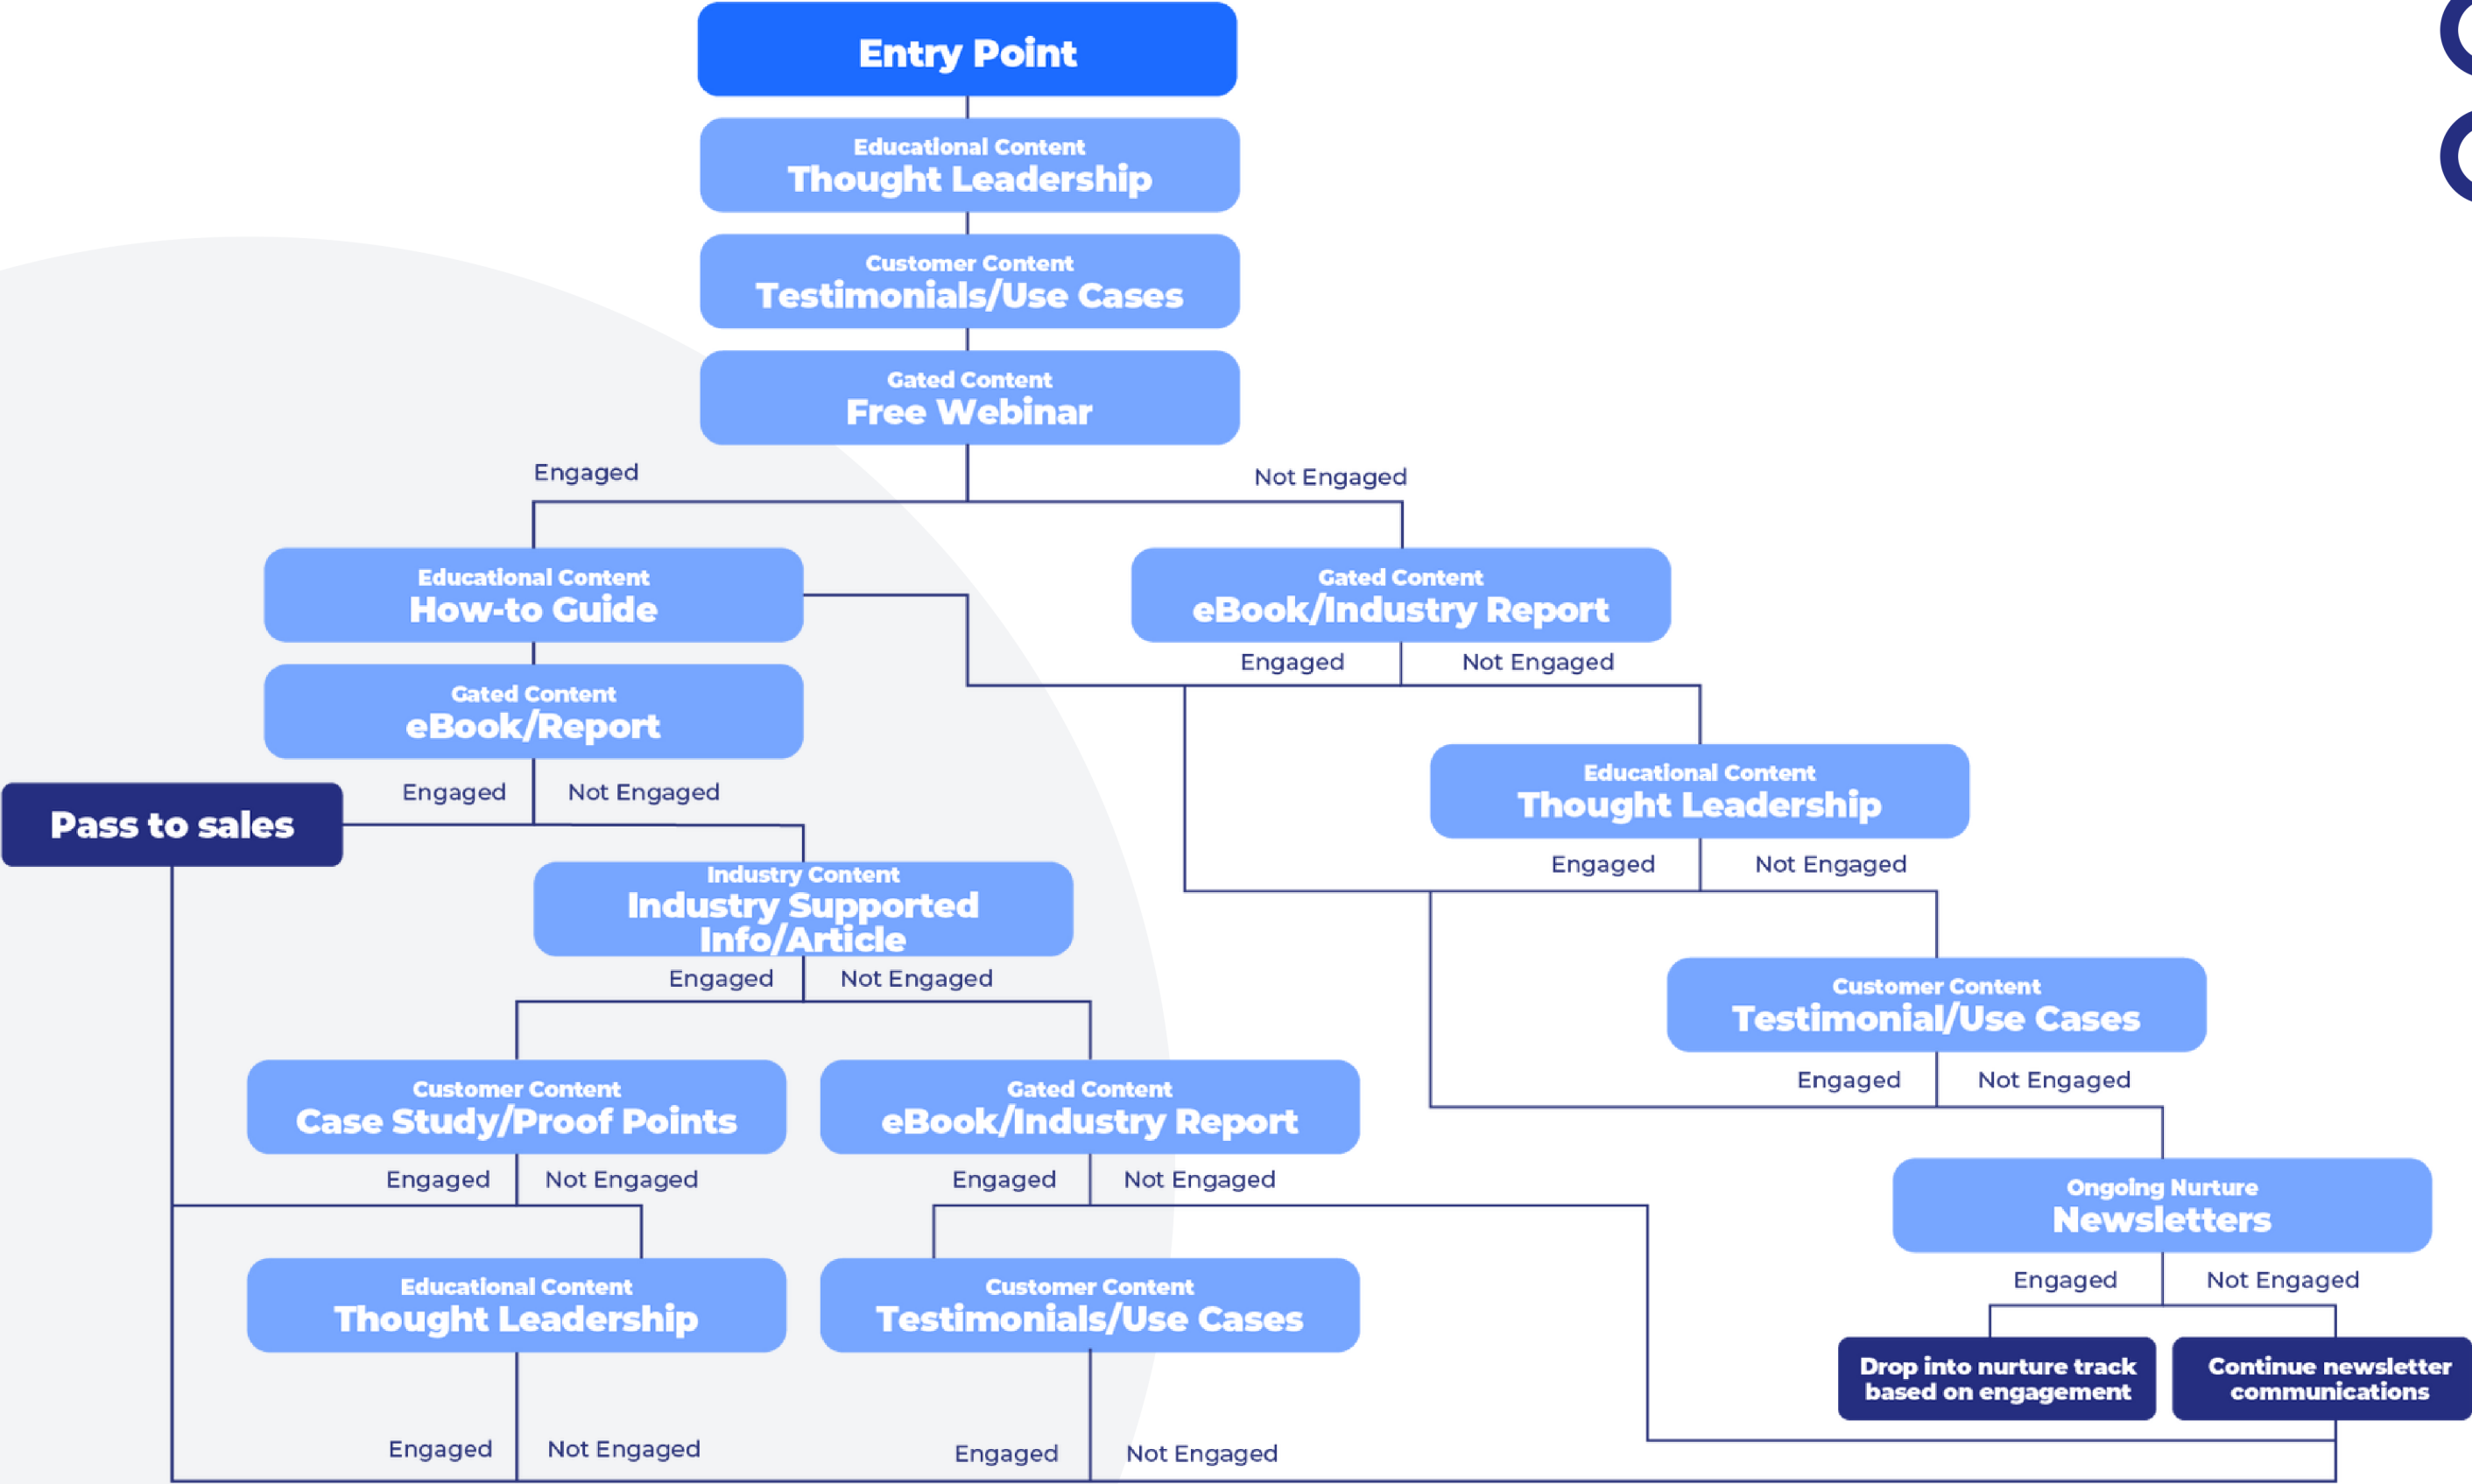 Entry Point
Educational Content
Thought Leadership
Customer Content
Testimonials/Use Cases
Gated Content
Free Webinar
Engaged
Not Engaged
Educational Content
How-to Guide
Gated Content
eBook/Industry Report
Engaged
Not Engaged
Gated Content
eBook/Report
Educational Content
Thought Leadership
Engaged
Not Engaged
Pass to sales
Engaged
Not Engaged
Industry Content
Industry Supported
Info/Article
Engaged
Not Engaged
Customer Content
Testimonial/Use Cases
Engaged
Not Engaged
Customer Content
Case Study/Proof Points
Gated Content
eBook/Industry Report
Engaged
Not Engaged
Engaged
Not Engaged
Ongoing Nurture
Newsletters
Engaged
Not Engaged
Educational Content
Thought Leadership
Customer Content
Testimonials/Use Cases
Drop into nurture track
based on engagement
Continue newsletter
communications
Engaged
Not Engaged
Engaged
Not Engaged